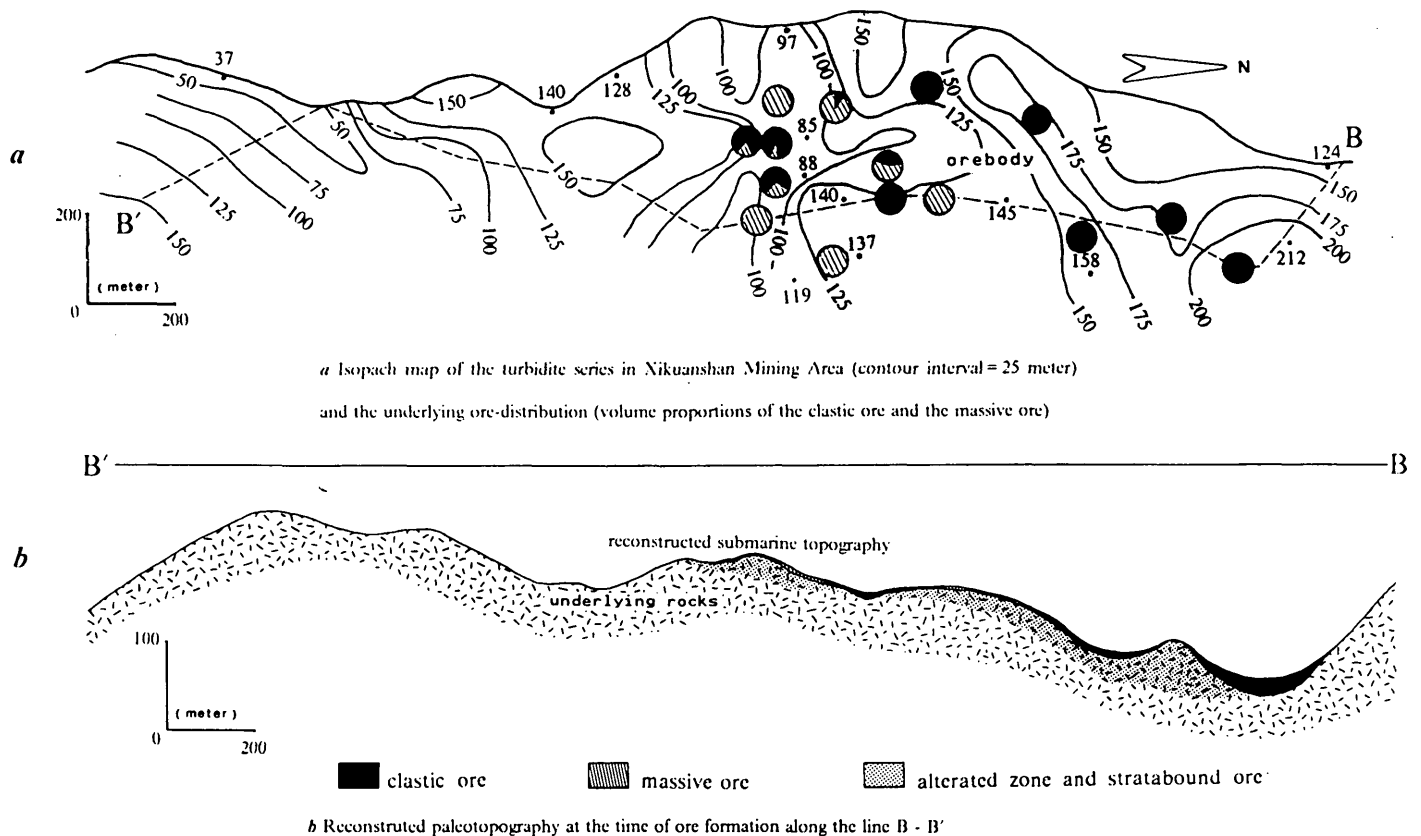 37
50
50
75
100
125
150
B′
200
(meter)
0
200
75
100
125
150
140
150
128
100
125
100
97
100
150
85
88
140
100
100
119
137
125
150
125
orebody
145
158
150
175
175
150
N
B
124
150
175
200
212
200
a
a Isopach map of the turbidite series in Xikuanshan Mining Area (contour interval = 25 meter)
and the underlying ore-distribution (volume proportions of the clastic ore and the massive ore)
B′
B
b
reconstructed submarine topography
underlying rocks
100
(meter)
0
200
clastic ore
massive ore
alterated zone and stratabound ore
b Reconstruted paleotopography at the time of ore formation along the line B - B′